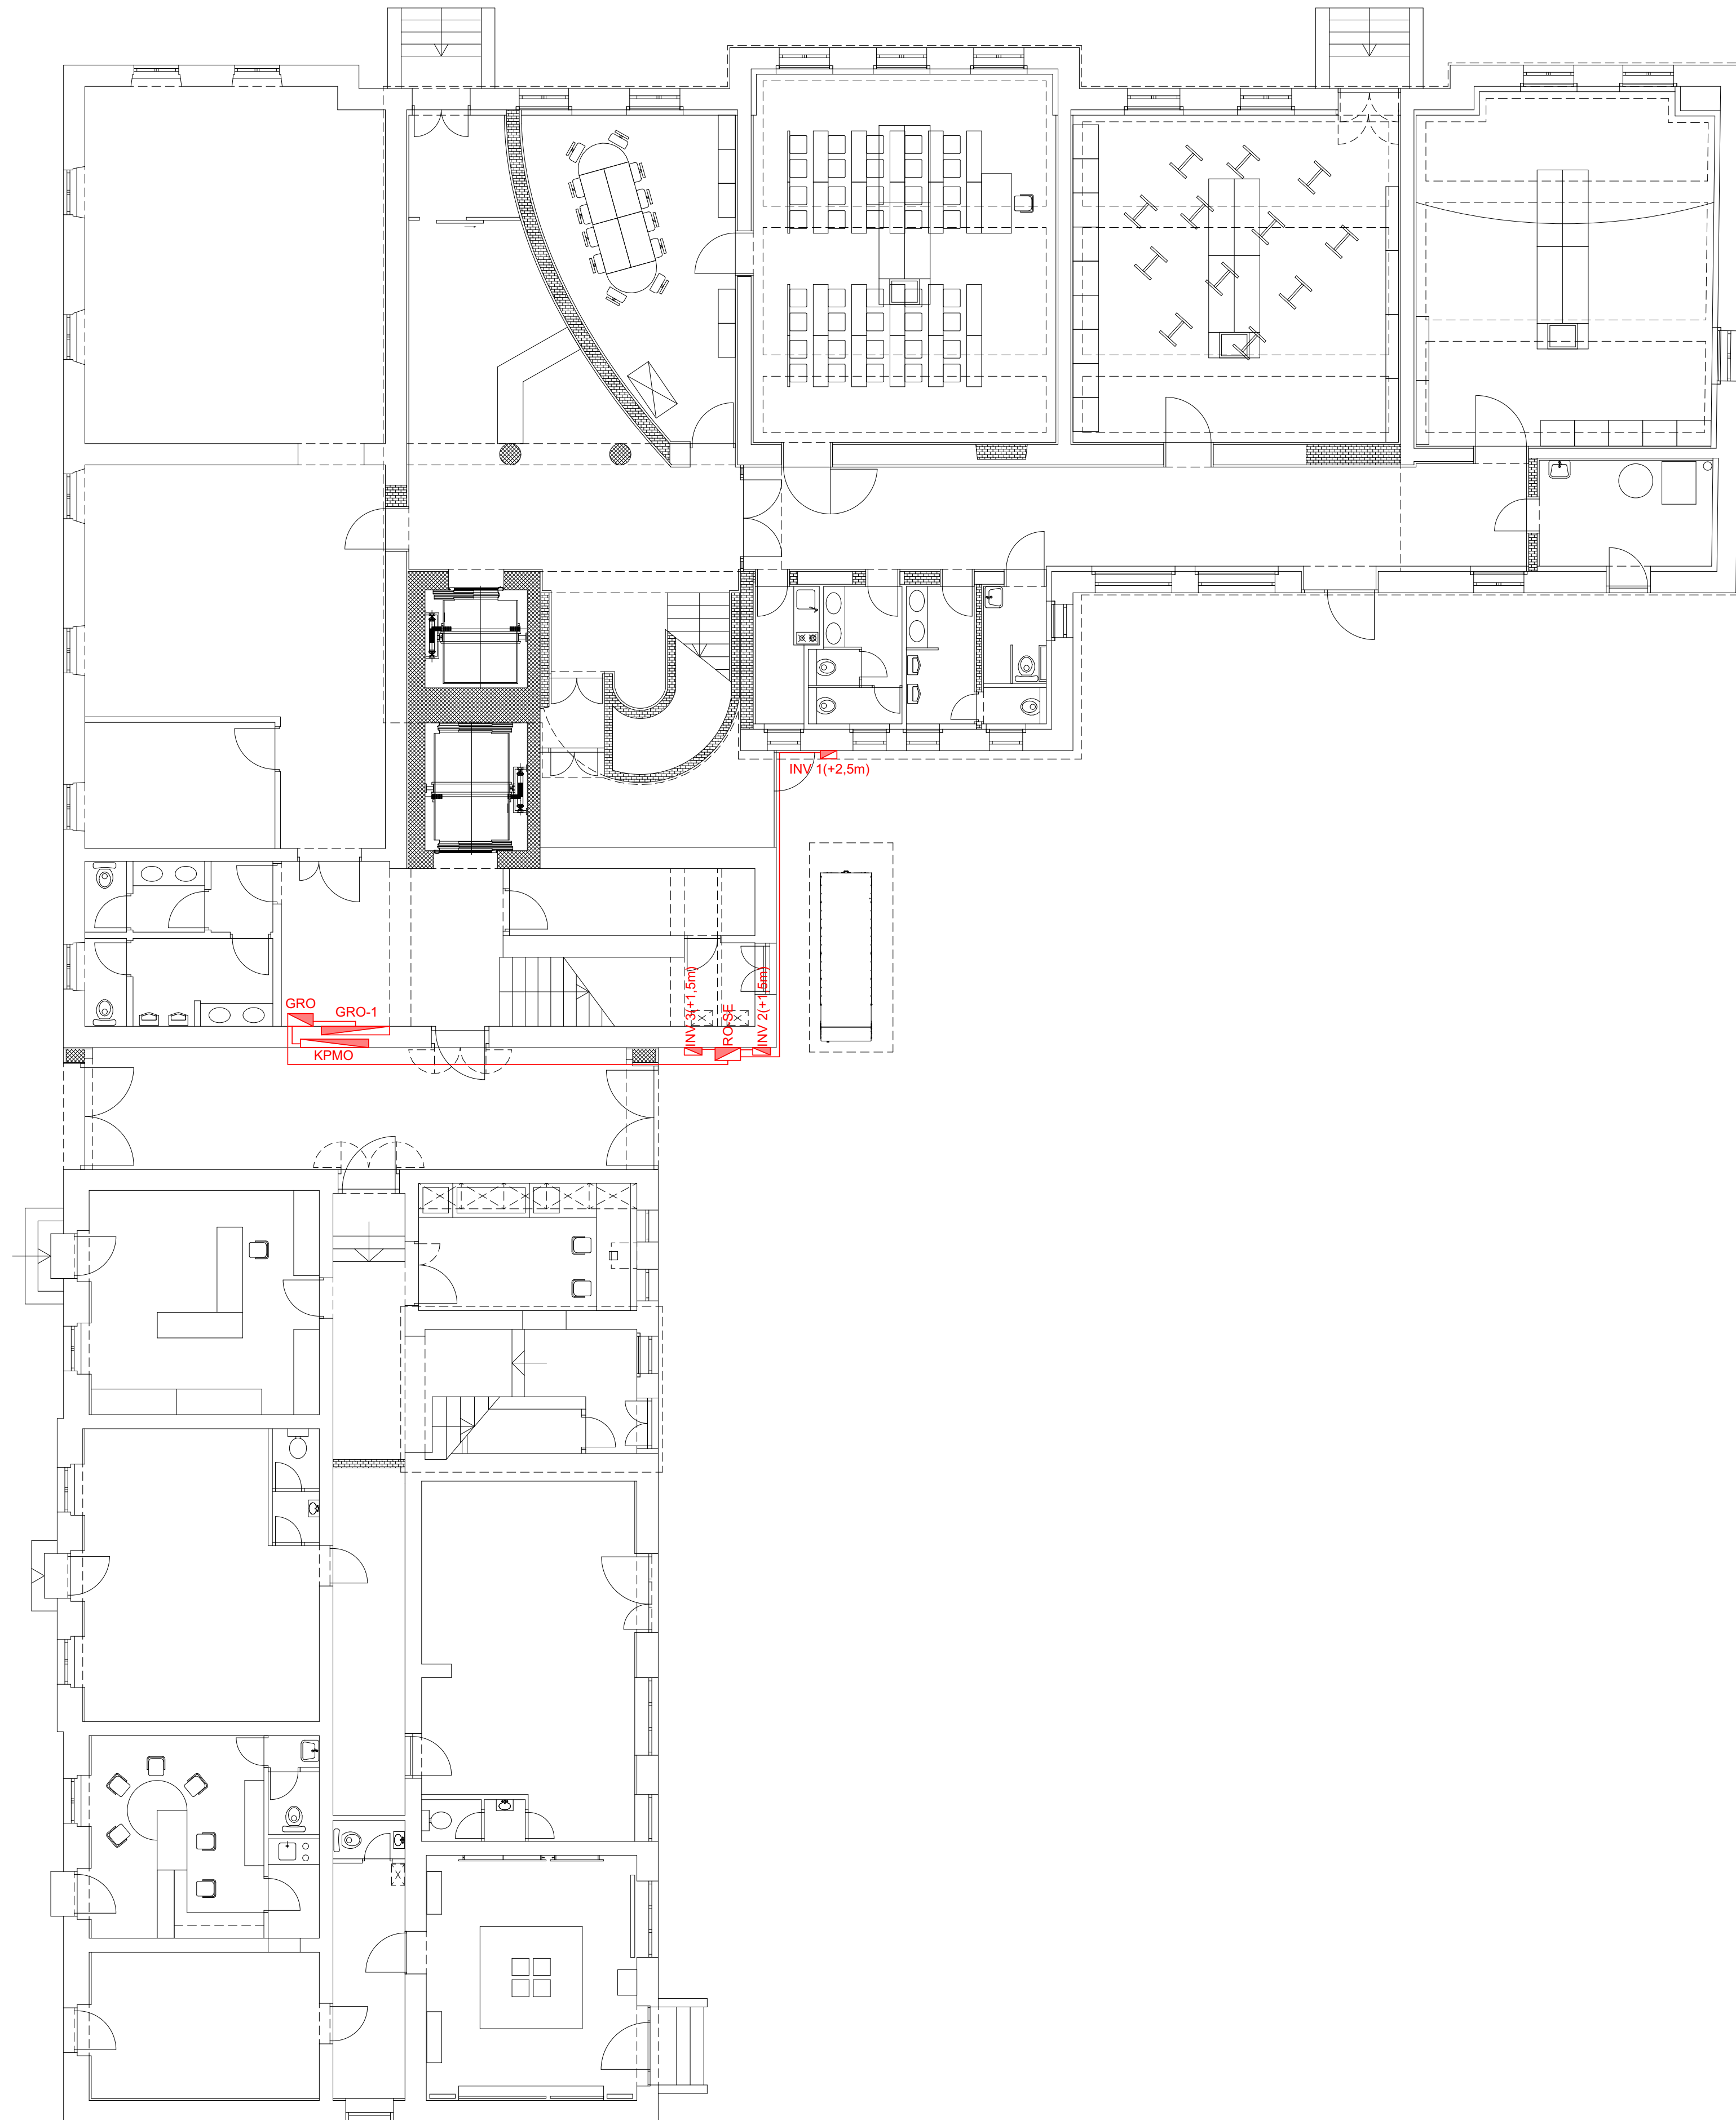 INV 1(+2,5m)
GRO
GRO-1
KPMO
INV 3(+1,5m)
RO-SE
INV 2(+1,5m)